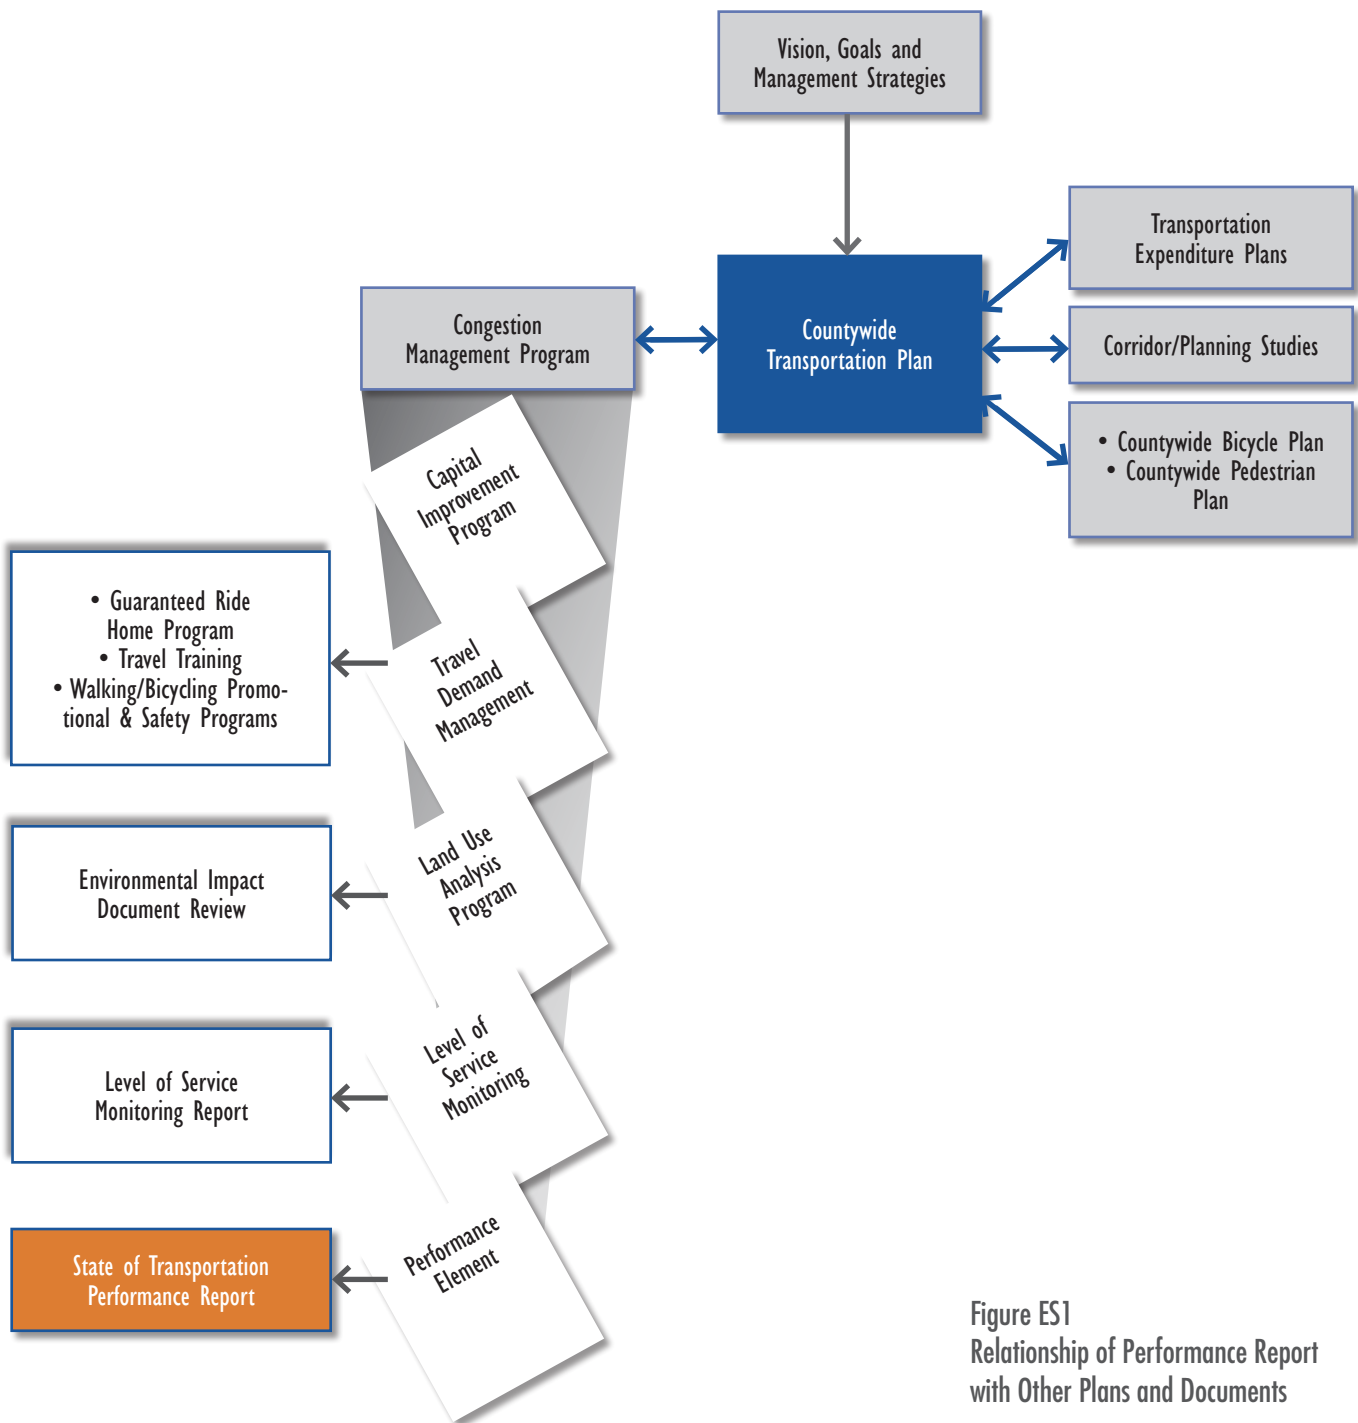 Vision, Goals and
Management Strategies
Transportation
Expenditure Plans
Congestion
Management Program
Countywide
Transportation Plan
Corridor/Planning Studies
• Countywide Bicycle Plan
• Countywide Pedestrian
Plan
Capital
Improvement
Program
• Guaranteed Ride
Home Program
• Travel Training
• Walking/Bicycling Promo-
tional & Safety Programs
Travel
Demand
Management
Environmental Impact
Document Review
Land Use
Analysis
Program
Level of Service
Monitoring Report
Level of
Service
Monitoring
State of Transportation
Performance Report
Performance
Element
Figure ES1
Relationship of Performance Report
with Other Plans and Documents